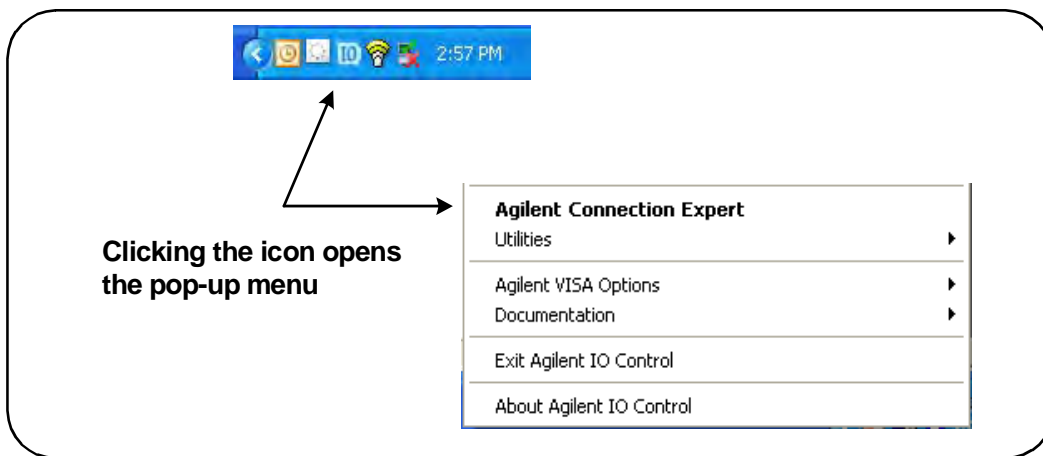 IO
2:57 PM
Clicking the icon opens
the pop-up menu
Agilent Connection Expert
Utilities
Agilent VISA Options
Documentation
Exit Agilent IO Control
About Agilent IO Control